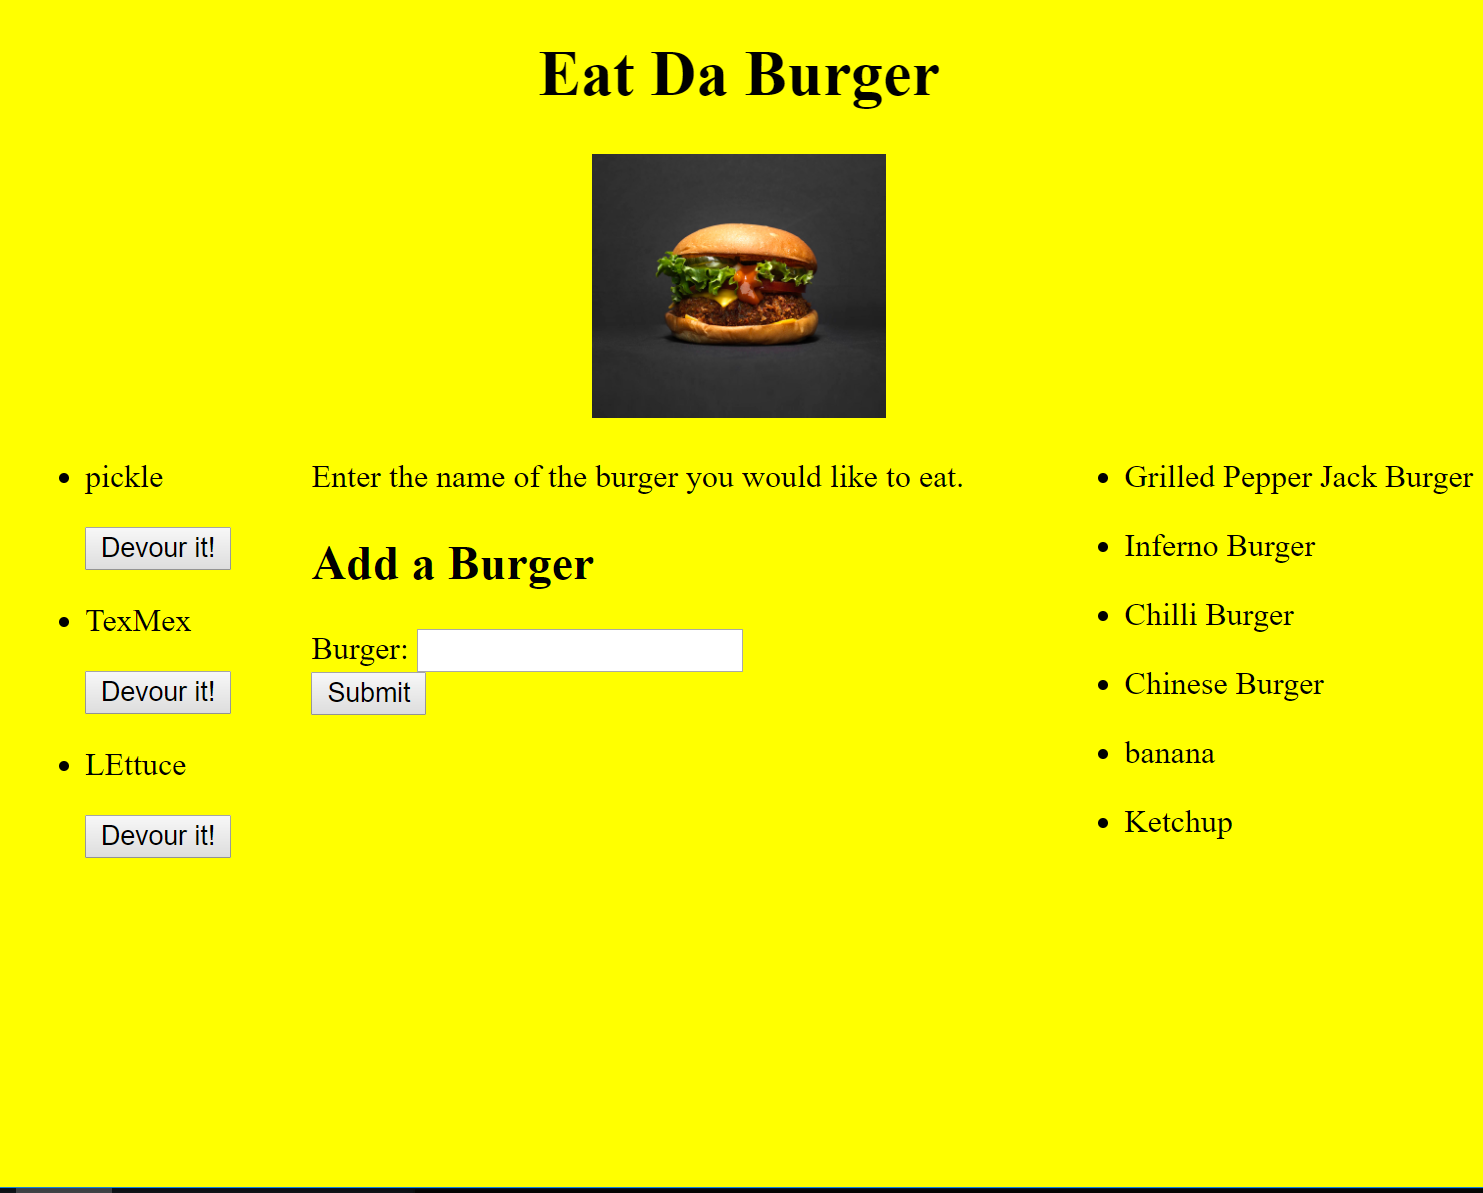 Eat Da Burger
pickle
Devour it!
TexMex
Devour it!
LEttuce
Devour it!
Enter the name of the burger you would like to eat.
Add a Burger
Burger:
Submit
Grilled Pepper Jack Burger
Inferno Burger
Chilli Burger
Chinese Burger
banana
Ketchup